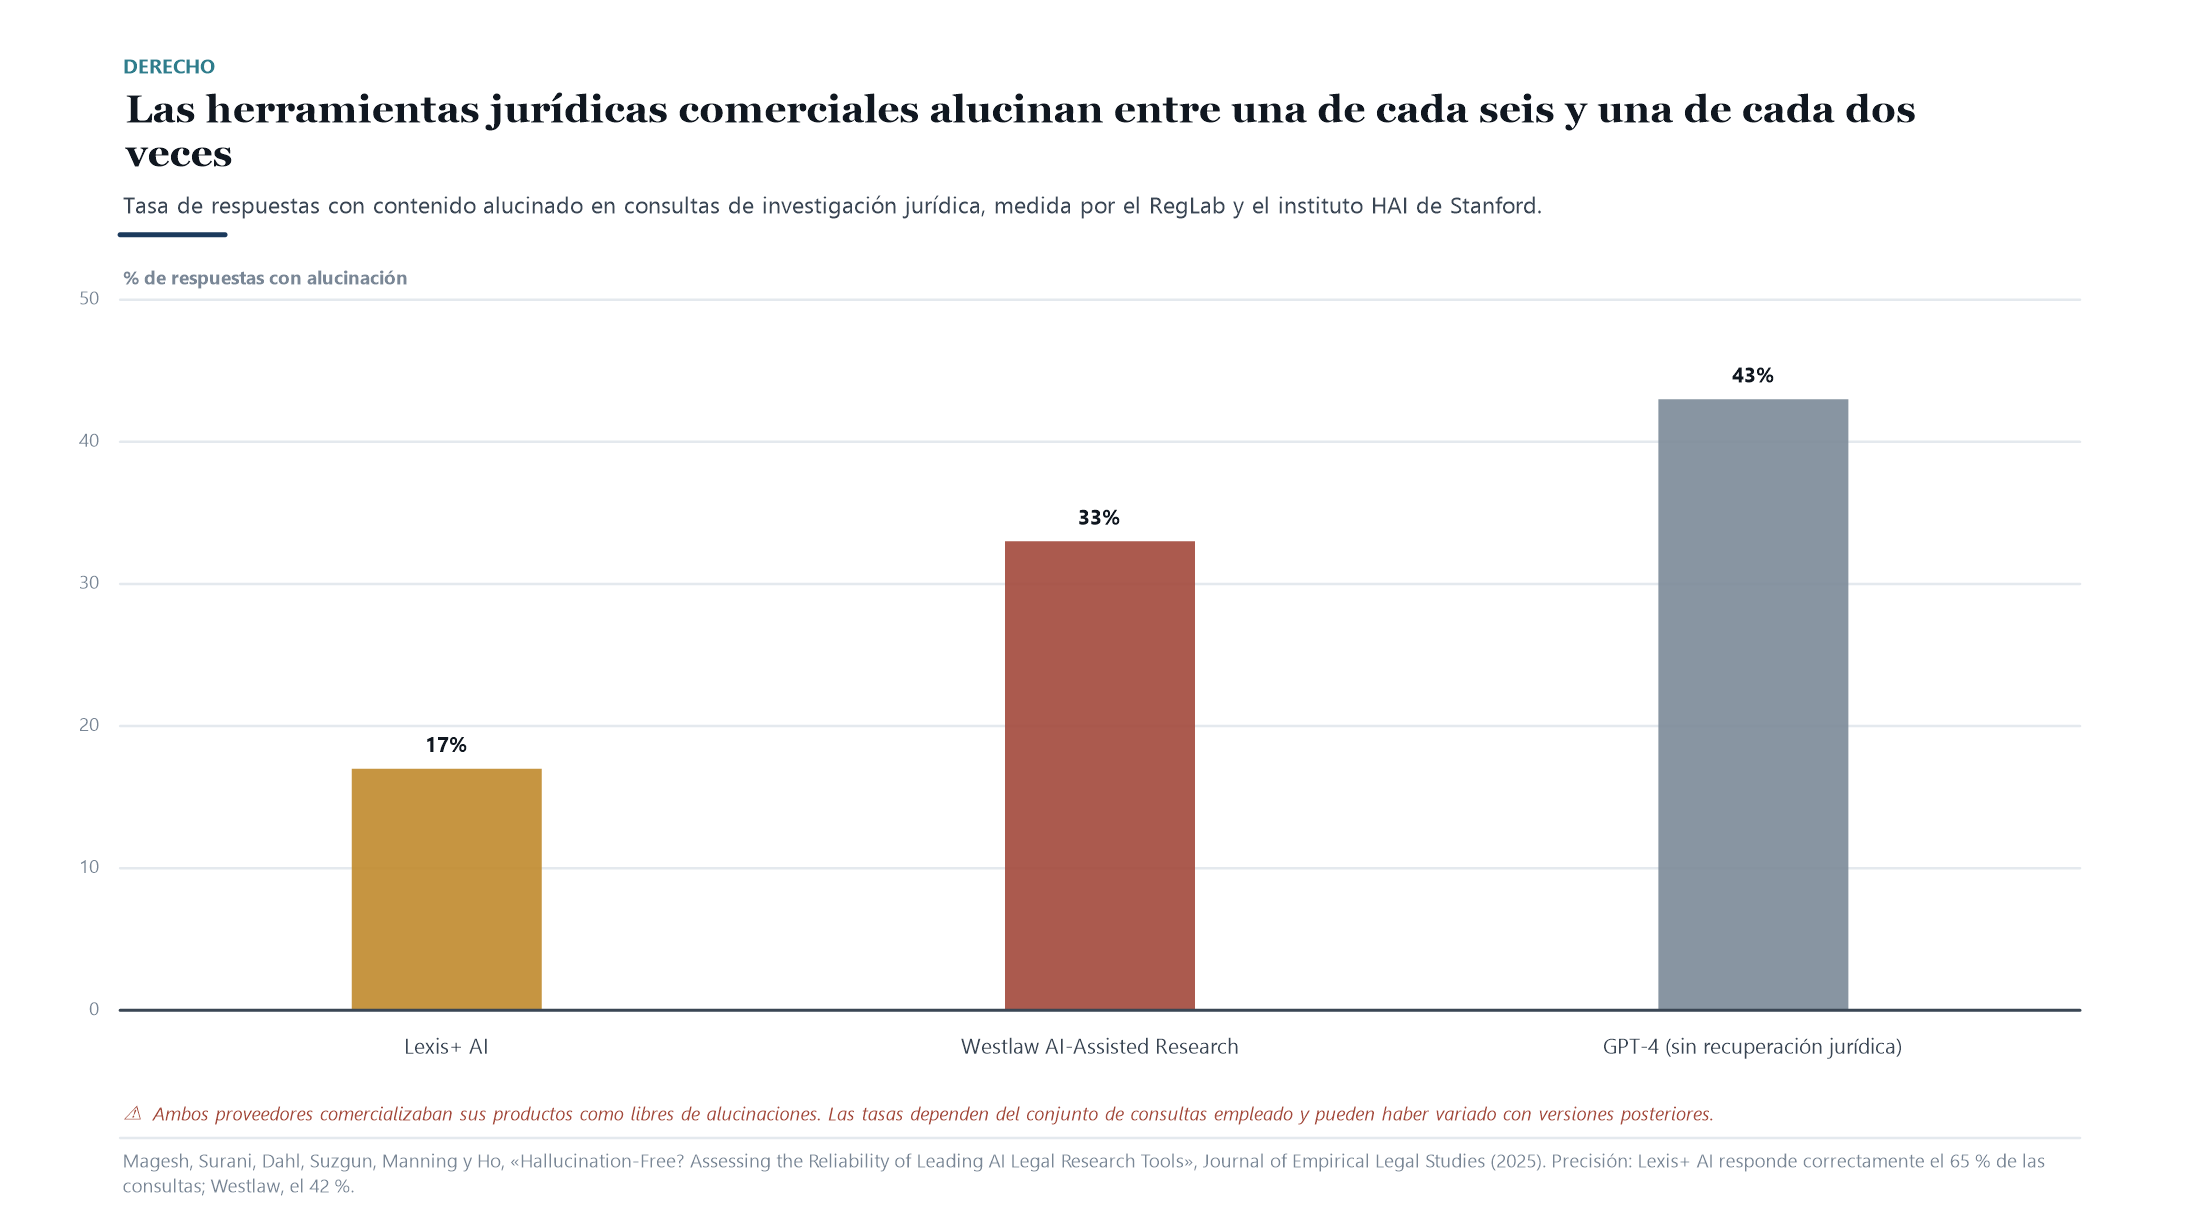 DERECHO
Las herramientas jurídicas comerciales alucinan entre una de cada seis y una de cada dos
veces
Tasa de respuestas con contenido alucinado en consultas de investigación jurídica, medida por el RegLab y el instituto HAI de Stanford.
% de respuestas con alucinación
50
40
30
20
10
0
17%
33%
43%
Lexis+ AI
Westlaw AI-Assisted Research
GPT-4 (sin recuperación jurídica)
⚠ Ambos proveedores comercializaban sus productos como libres de alucinaciones. Las tasas dependen del conjunto de consultas empleado y pueden haber variado con versiones posteriores.
Magesh, Surani, Dahl, Suzgun, Manning y Ho, «Hallucination-Free? Assessing the Reliability of Leading AI Legal Research Tools», Journal of Empirical Legal Studies (2025). Precisión: Lexis+ AI responde correctamente el 65 % de las
consultas; Westlaw, el 42 %.